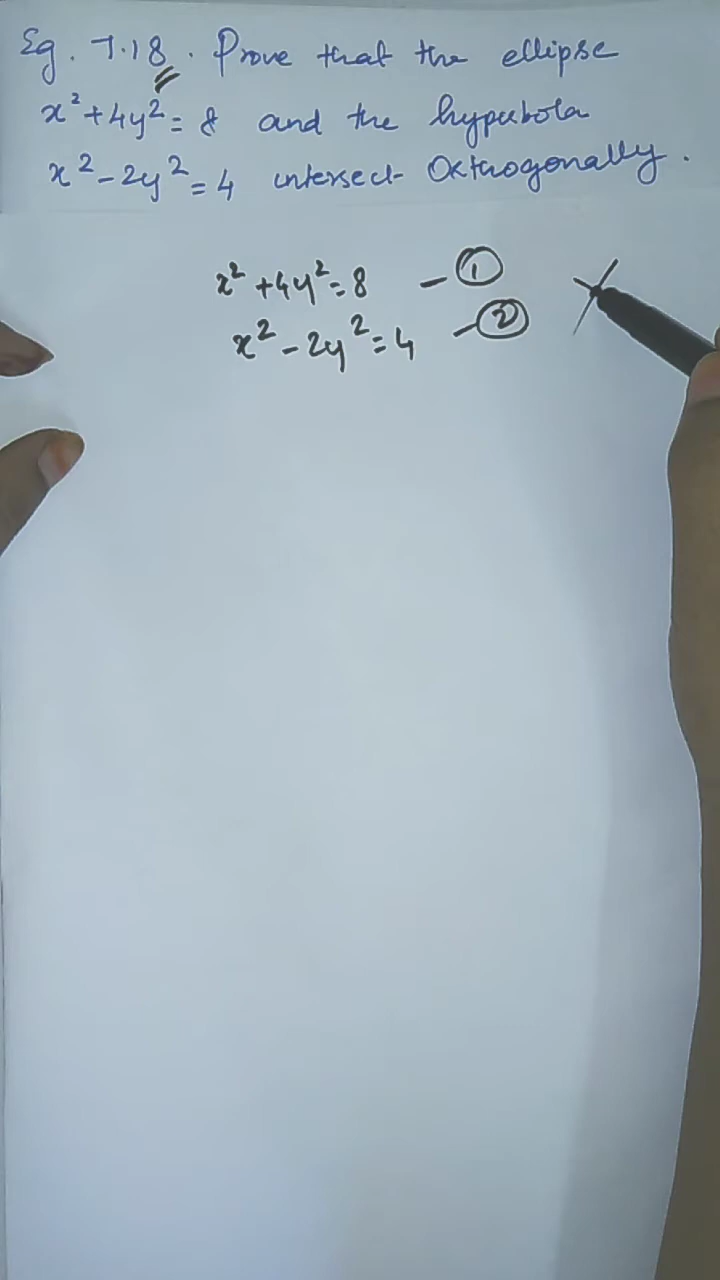 Eg. 7.18. Prove that the ellipse
x² + 4y² = 8 and the hyperbola
x² - 2y² = 4 intersect Orthogonally.
x² + 4y² = 8 - ①
x² - 2y² = 4 - ②